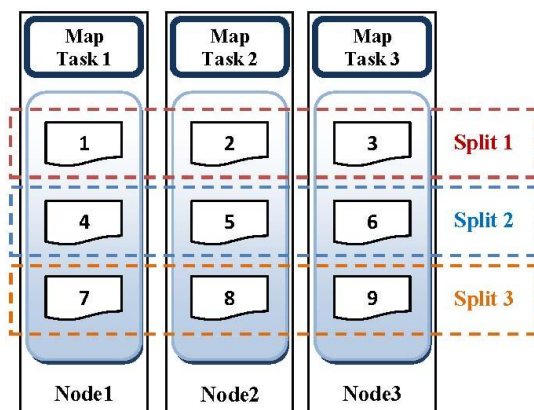 Map
Task 1
Map
Task 2
Map
Task 3
1
2
3
Split 1
4
5
6
Split 2
7
8
9
Split 3
Node1
Node2
Node3